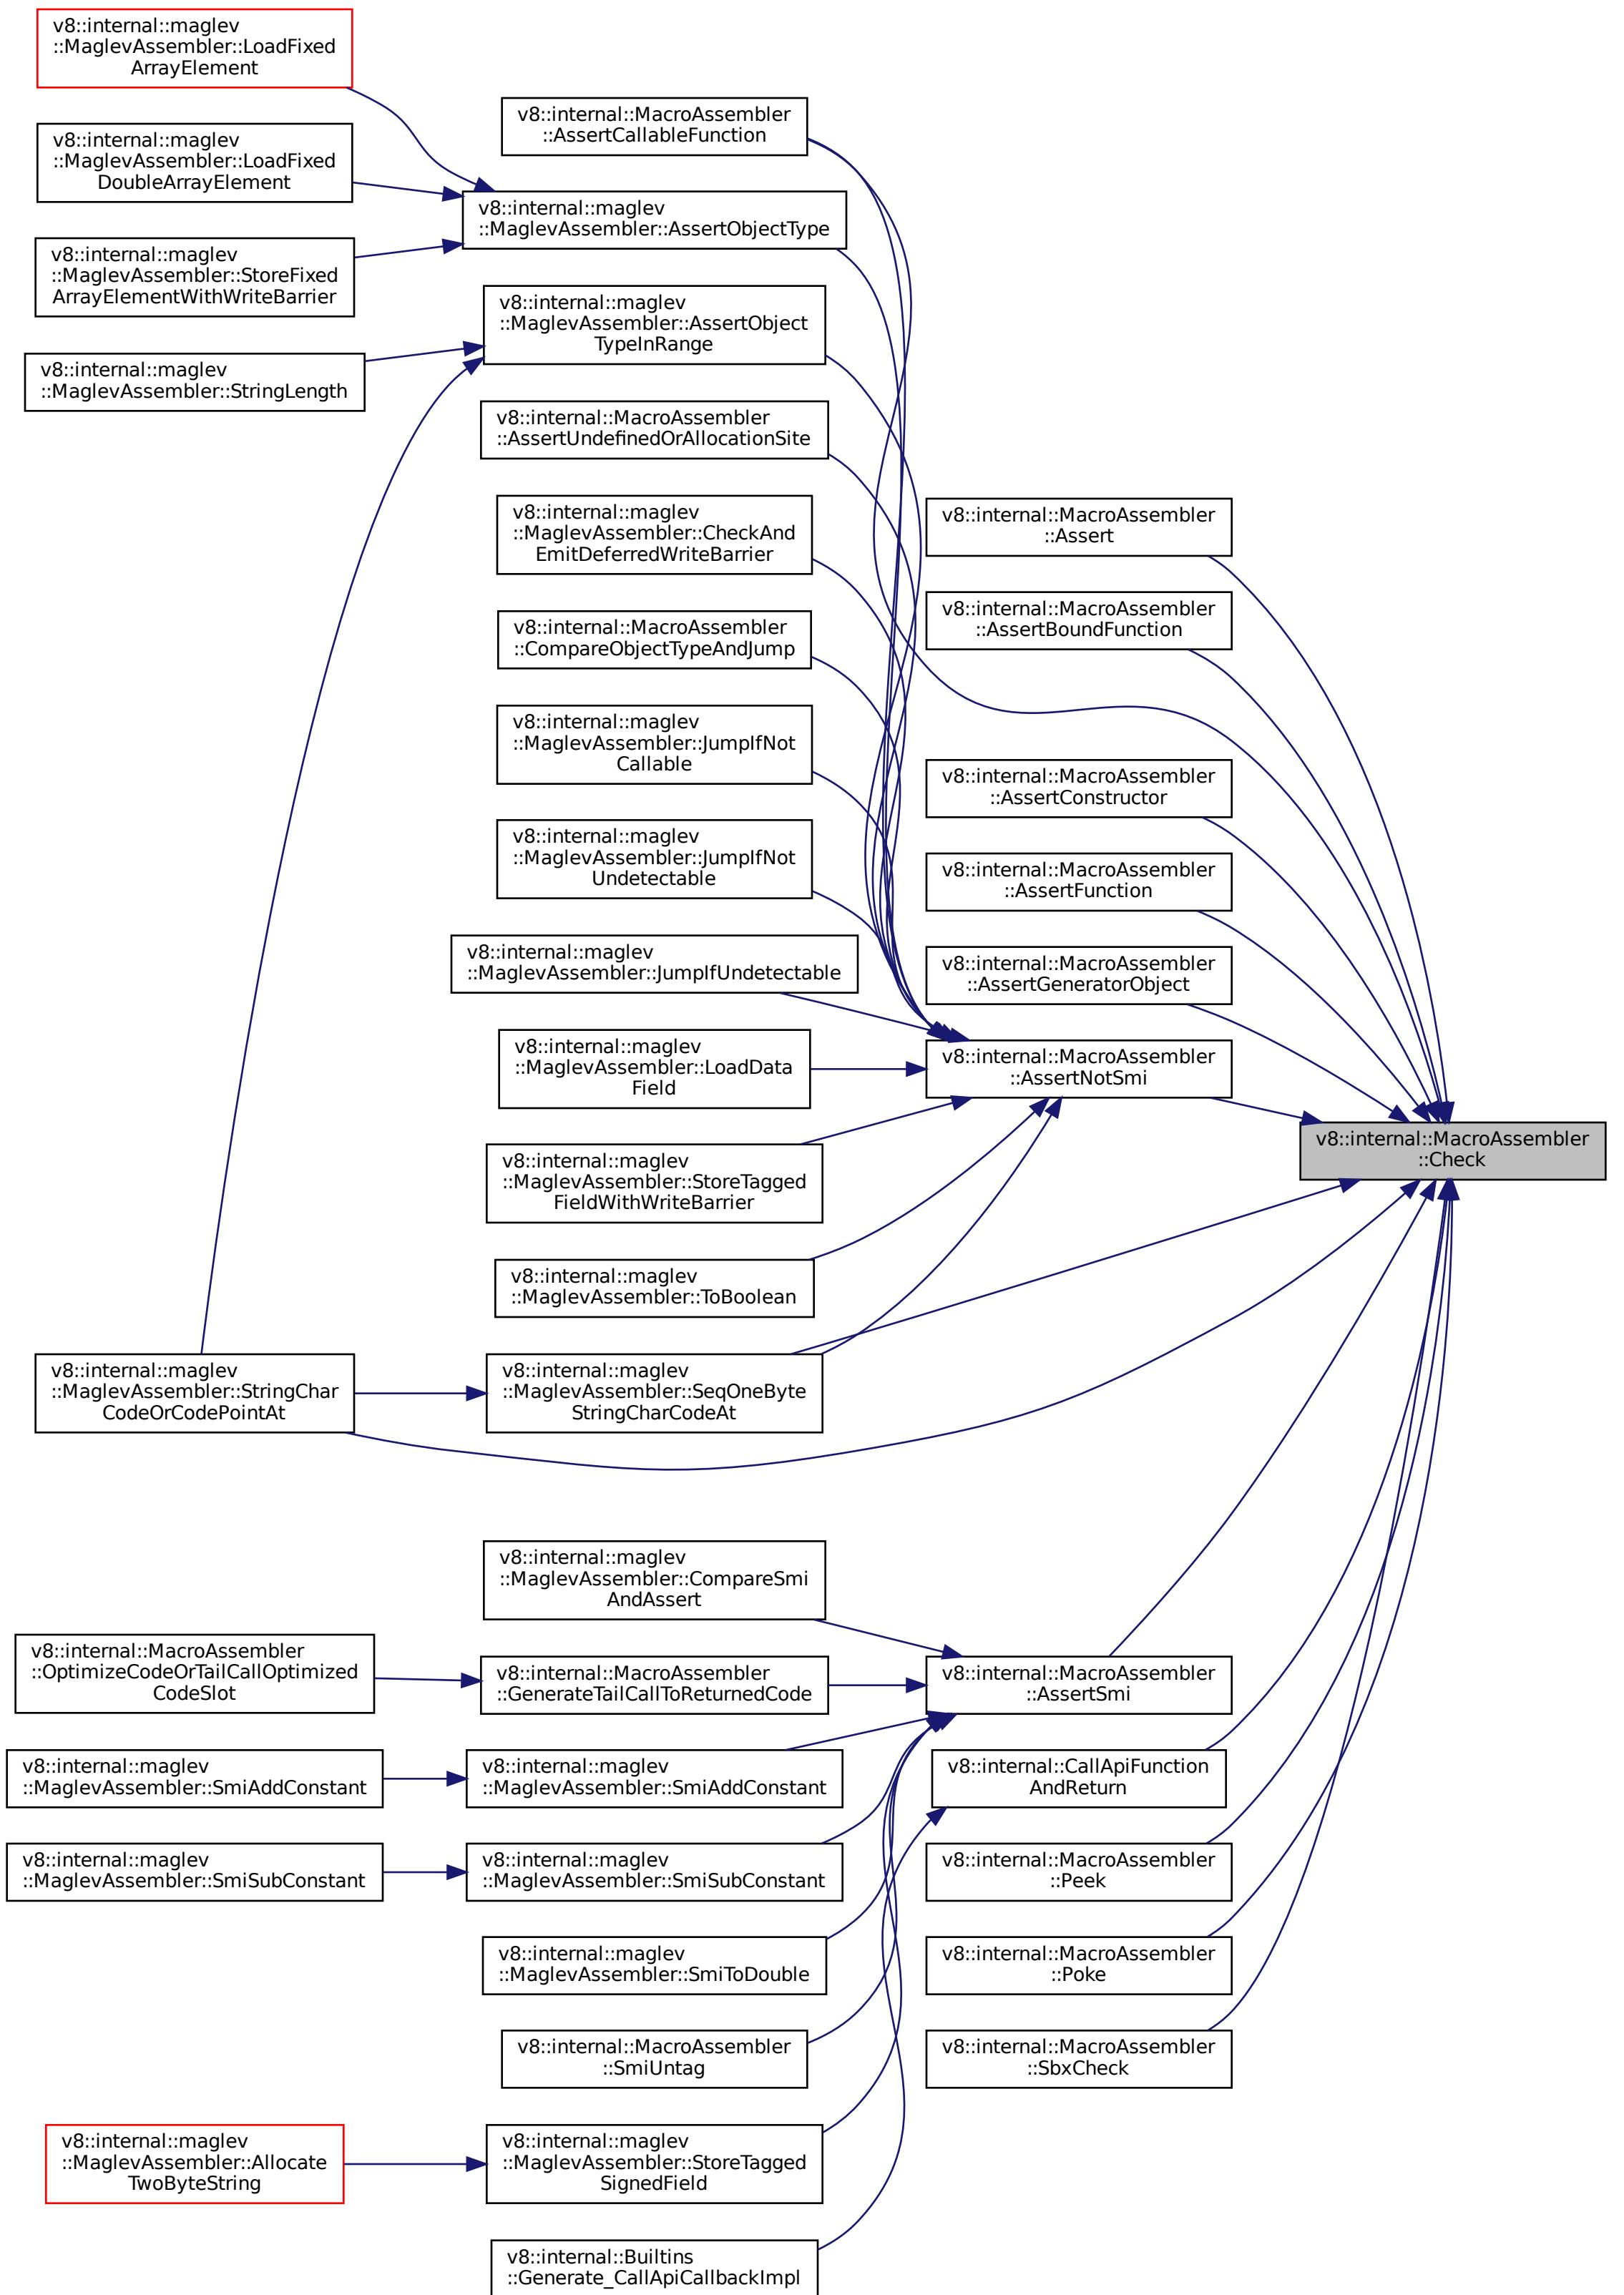 v8::internal::maglev
::MaglevAssembler::LoadFixed
ArrayElement
v8::internal::maglev
::MaglevAssembler::LoadFixed
DoubleArrayElement
v8::internal::maglev
::MaglevAssembler::StoreFixed
ArrayElementWithWriteBarrier
v8::internal::maglev
::MaglevAssembler::StringLength
v8::internal::maglev
::MaglevAssembler::StringChar
CodeOrCodePointAt
v8::internal::MacroAssembler
::OptimizeCodeOrTailCallOptimized
CodeSlot
v8::internal::maglev
::MaglevAssembler::SmiAddConstant
v8::internal::maglev
::MaglevAssembler::SmiSubConstant
v8::internal::maglev
::MaglevAssembler::Allocate
TwoByteString
v8::internal::MacroAssembler
::AssertCallableFunction
v8::internal::maglev
::MaglevAssembler::AssertObjectType
v8::internal::maglev
::MaglevAssembler::AssertObject
TypeInRange
v8::internal::MacroAssembler
::AssertUndefinedOrAllocationSite
v8::internal::maglev
::MaglevAssembler::CheckAnd
EmitDeferredWriteBarrier
v8::internal::MacroAssembler
::CompareObjectTypeAndJump
v8::internal::maglev
::MaglevAssembler::JumpIfNot
Callable
v8::internal::maglev
::MaglevAssembler::JumpIfNot
Undetectable
v8::internal::maglev
::MaglevAssembler::JumpIfUndetectable
v8::internal::maglev
::MaglevAssembler::LoadData
Field
v8::internal::maglev
::MaglevAssembler::StoreTagged
FieldWithWriteBarrier
v8::internal::maglev
::MaglevAssembler::ToBoolean
v8::internal::maglev
::MaglevAssembler::SeqOneByte
StringCharCodeAt
v8::internal::maglev
::MaglevAssembler::CompareSmi
AndAssert
v8::internal::MacroAssembler
::GenerateTailCallToReturnedCode
v8::internal::maglev
::MaglevAssembler::SmiAddConstant
v8::internal::maglev
::MaglevAssembler::SmiSubConstant
v8::internal::maglev
::MaglevAssembler::SmiToDouble
v8::internal::MacroAssembler
::SmiUntag
v8::internal::maglev
::MaglevAssembler::StoreTagged
SignedField
v8::internal::Builtins
::Generate_CallApiCallbackImpl
v8::internal::MacroAssembler
::Assert
v8::internal::MacroAssembler
::AssertBoundFunction
v8::internal::MacroAssembler
::AssertConstructor
v8::internal::MacroAssembler
::AssertFunction
v8::internal::MacroAssembler
::AssertGeneratorObject
v8::internal::MacroAssembler
::AssertNotSmi
v8::internal::MacroAssembler
::AssertSmi
v8::internal::CallApiFunction
AndReturn
v8::internal::MacroAssembler
::Peek
v8::internal::MacroAssembler
::Poke
v8::internal::MacroAssembler
::SbxCheck
v8::internal::MacroAssembler
::Check